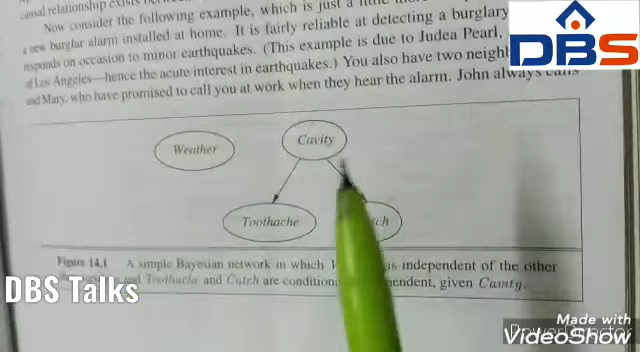 causal relationship exists
Now consider the following example, which is just a
a new burglar alarm installed at home. It is fairly reliable at detecting a burglary
responds on occasion to minor earthquakes. (This example is due to Judea Pearl,
of Los Angeles—hence the acute interest in earthquakes.) You also have two
and Mary, who have promised to call you at work when they hear the alarm. John always calls
DBS
Weather
Cavity
Toothache
tch
Figure 14.1 A simple Bayesian network in which is independent of the other
and Toothache and Catch are given Cavity.
DBS Talks
Made with
PowerDirector
VideoShow